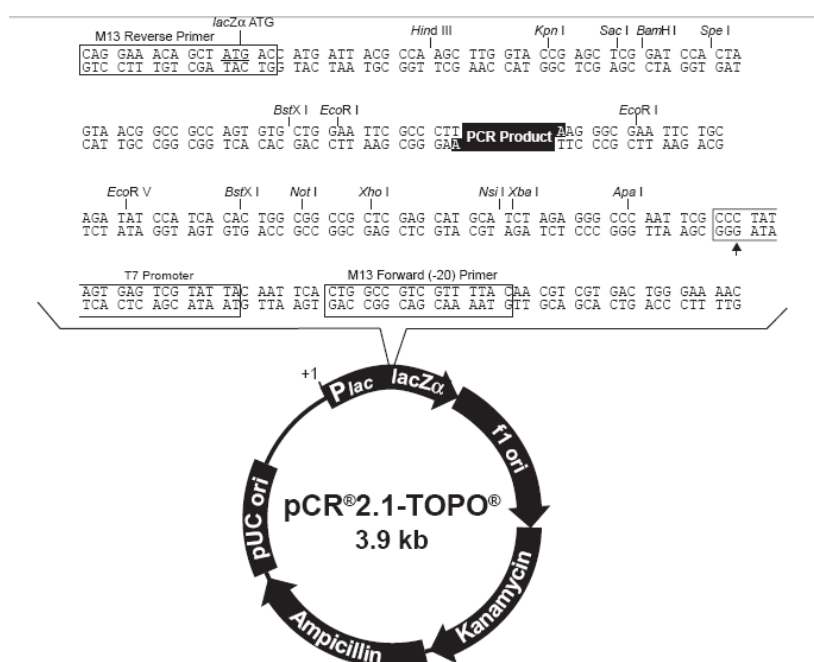 lacZα ATG
M13 Reverse Primer
Hind III Kpn I Sac I BamH I Spe I
CAG GAA ACA GCT ATG ACC ATG ATT ACG CCA AGC TTG GTA CCG AGC TCG GAT CCA CTA
GTC CTT TGT CGA TAC TGG TAC TAA TGC GGT TCG AAC CAT GGC TCG AGC CTA GGT GAT
BstX I EcoR I EcoR I
GTA ACG GCC GCC AGT GTG CTG GAA TTC GCC CTT PCR Product AAG GGC GAA TTC TGC
CAT TGC CGG CGG TCA CAC GAC CTT AAG CGG GAA TTC CCG CTT AAG ACG
EcoR V BstX I Not I Xho I Nsi I Xba I Apa I
AGA TAT CCA TCA CAC TGG CGG CCG CTC GAG CAT GCA TCT AGA GGG CCC AAT TCG CCC TAT
TCT ATA GGT AGT GTG ACC GCC GGC GAG CTC GTA CGT AGA TCT CCC GGG TTA AGC GGG ATA
T7 Promoter M13 Forward (-20) Primer
AGT GAG TCG TAT TAC AAT TCA CTG GCC GTC GTT TTA CAA CGT CGT GAC TGG GAA AAC
TCA CTC AGC ATA ATG TTA AGT GAC CGG CAG CAA AAT GTT GCA GCA CTG ACC CTT TTG
+1
Plac lacZα
f1 ori
pUC ori
pCR®2.1-TOPO®
3.9 kb
Kanamycin
Ampicillin